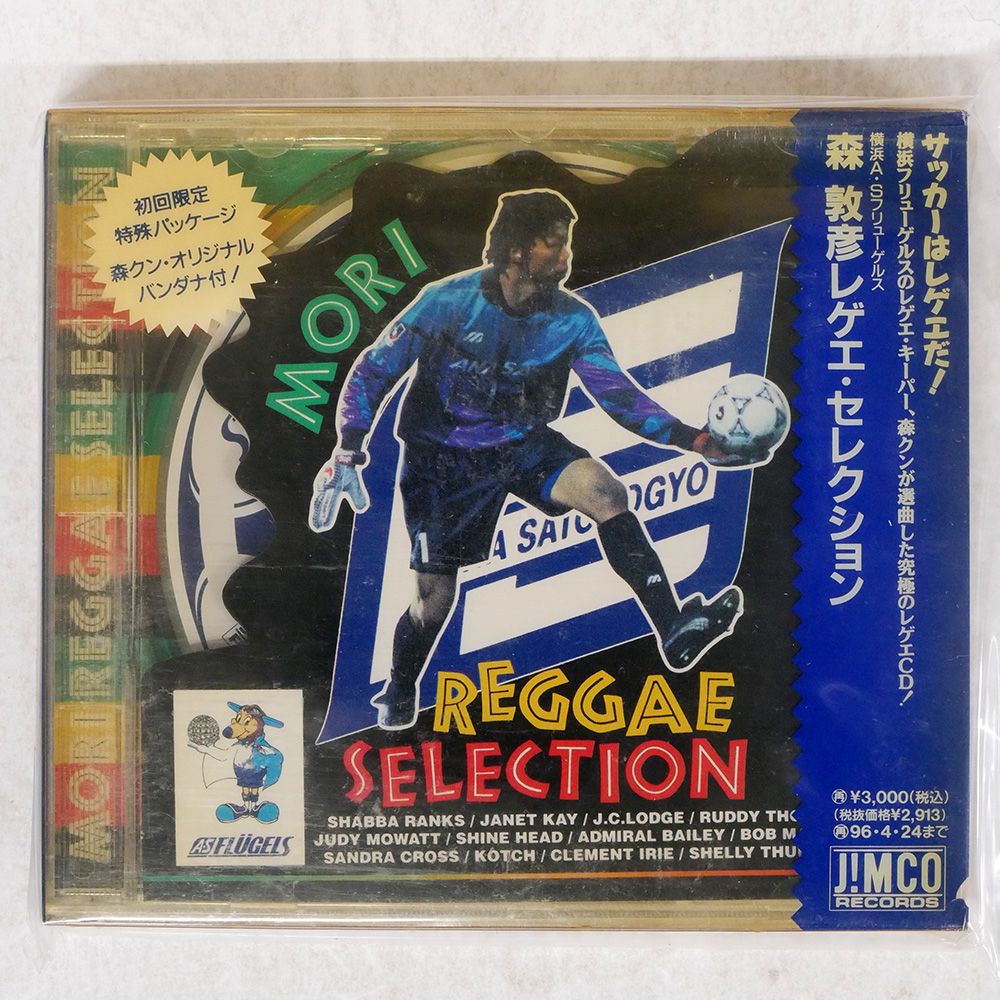 初回限定
特殊パッケージ
森クン・オリジナル
バンダナ付！
MORI REGGAE SELECTION
MORI
1
REGGAE
SELECTION
SHABBA RANKS / JANET KAY / J.C.LODGE / RUDDY
JUDY MOWATT / SHINE HEAD / ADMIRAL BAILEY / BOB
SANDRA CROSS / KOTCH / CLEMENT IRIE / SHELLY
AS FLÜGELS
サッカーはレゲエだ！
横浜フリューゲルスのレゲエ・キーパー、森クンが選曲した究極のレゲエCD！
横浜A・Sフリューゲルス
森 敦彦レゲエ・セレクション
再¥3,000(税込)
(税抜価格¥2,913)
再96・4・24まで
J!MCO
RECORDS